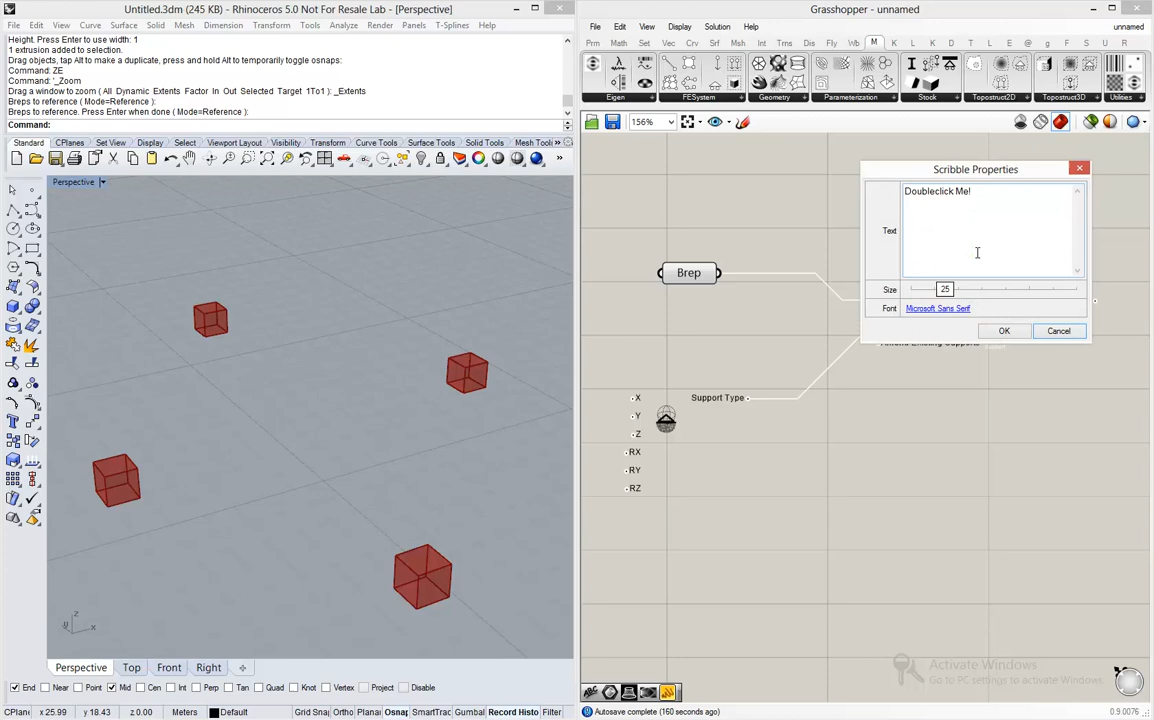 Untitled.3dm (245 KB) - Rhinoceros 5.0 Not For Resale Lab - [Perspective]
File Edit View Curve Surface Solid Mesh Dimension Transform Tools Analyze Render Panels T-Splines Help
Height. Press Enter to use width: 1
1 extrusion added to selection.
Drag objects, tap Alt to make a duplicate, press and hold Alt to temporarily toggle osnaps:
Command: ZE
Command: '_Zoom
Drag a window to zoom ( All Dynamic Extents Factor In Out Selected Target 1To1 ): _Extents
Breps to reference ( Mode=Reference ):
Breps to reference. Press Enter when done ( Mode=Reference ):
Command:
Standard CPlanes Set View Display Select Viewport Layout Visibility Transform Curve Tools Surface Tools Mesh Tools
Perspective
z
y
x
Perspective Top Front Right
End Near Point Mid Cen Int Perp Tan Quad Knot Vertex Project Disable
CPlane x 25.99 y 18.43 z 0.00 Meters Default Grid Snap Ortho Planar Osnap SmartTrac Gumbal Record Histo Filter
Grasshopper - unnamed
File Edit View Display Solution Help unnamed
Prm Math Set Vec Crv Srf Msh Int Trns Dis Fly Wb M K L K D T L E @ g F S U R
Eigen FESystem Geometry Parameterization Stock Topostruct2D Topostruct3D Utilities
156%
Scribble Properties
Text
Doubleclick Me!
Size
25
Font
Microsoft Sans Serif
OK
Cancel
Brep
X
Y
Z
RX
RY
RZ
Support Type
Activate Windows
Go to PC settings to activate Windows.
Autosave complete (160 seconds ago)
0.9.0076